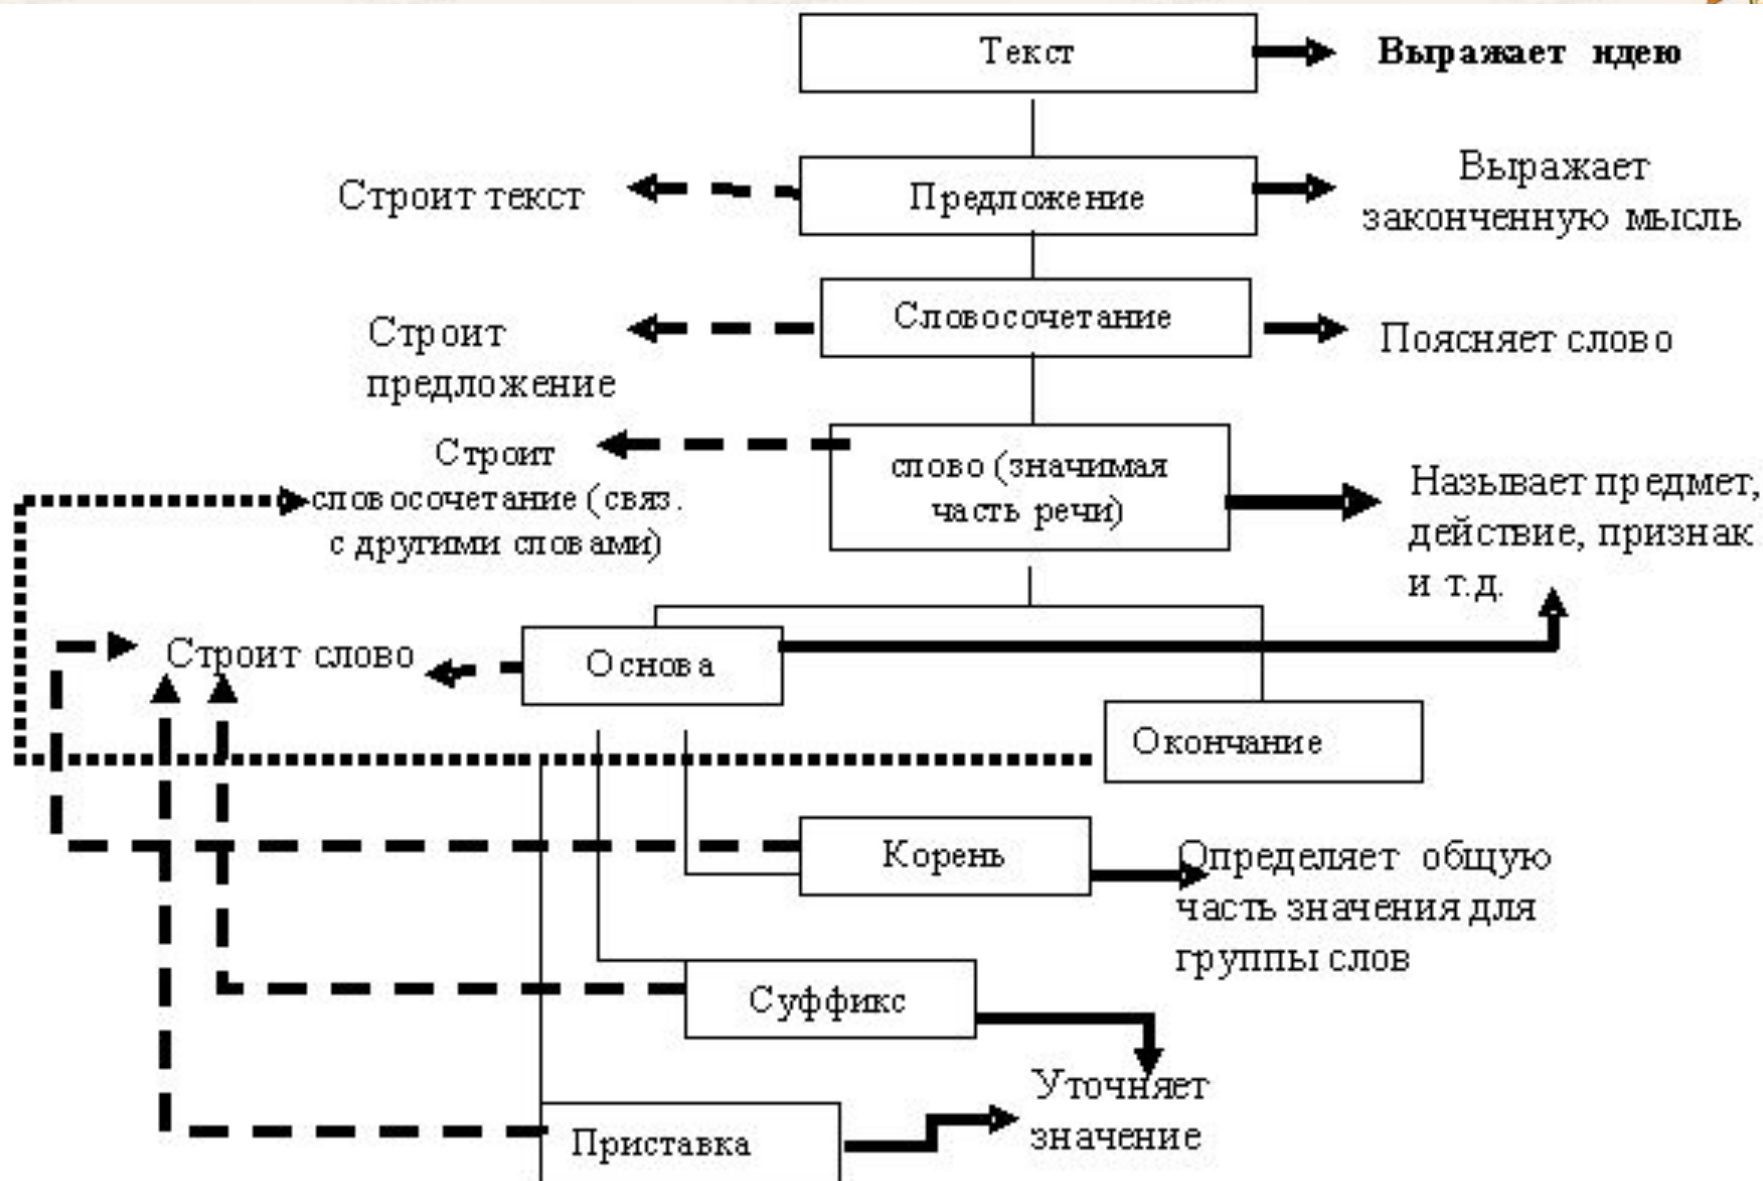 Текст
Выражает идею
Строит текст
Предложение
Выражает
законченную мысль
Строит
предложение
Словосочетание
Поясняет слово
Строит
словосочетание (связ.
с другими словами)
слово (значимая
часть речи)
Называет предмет,
действие, признак
и т.д.
Строит слово
Основа
Окончание
Корень
Определяет общую
часть значения для
группы слов
Суффикс
Уточняет
значение
Приставка